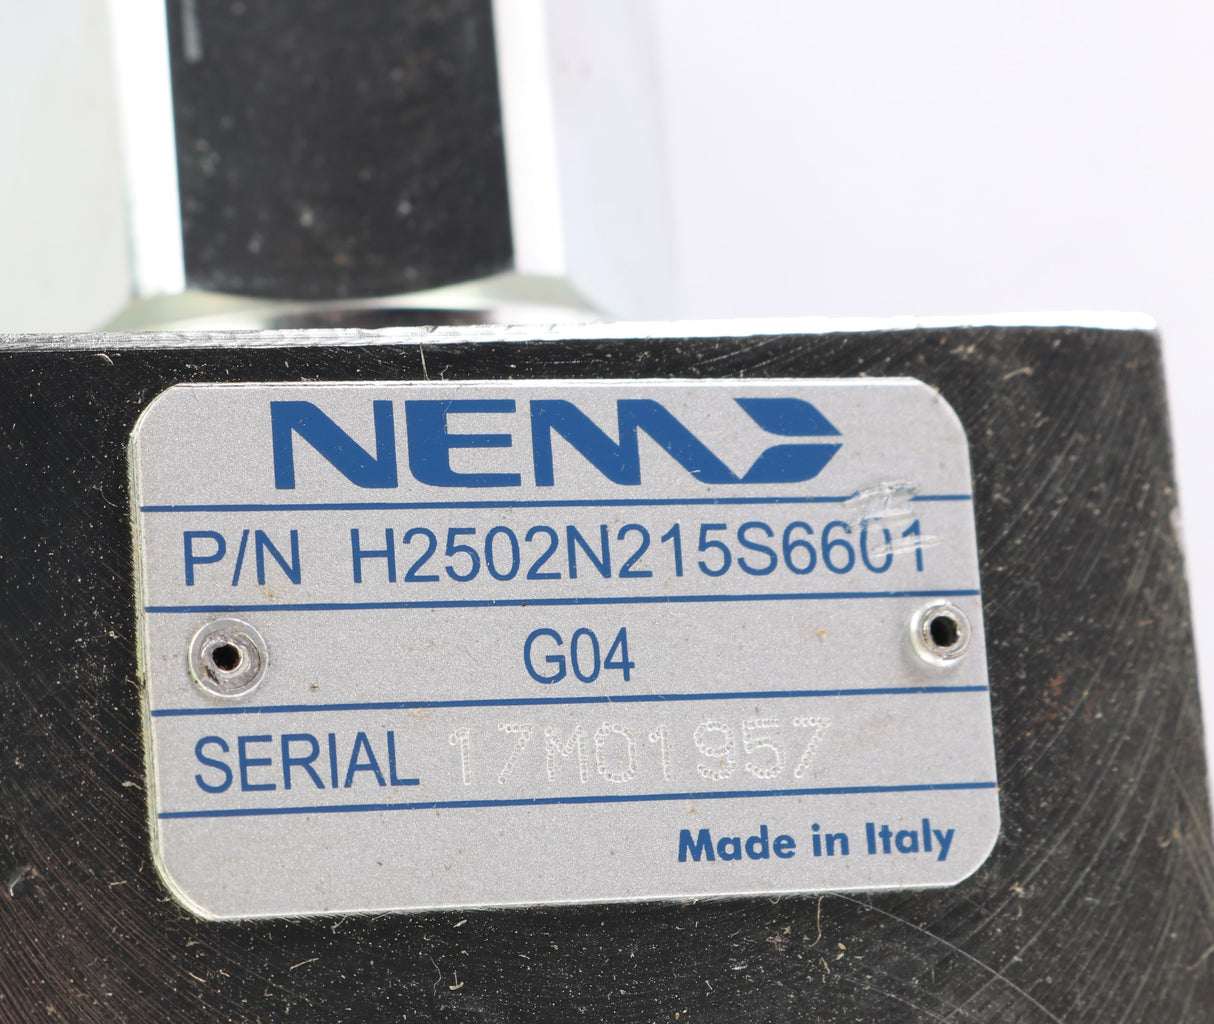 NEM
P/N H2502N215S6601
G04
SERIAL 17M01957
Made in Italy